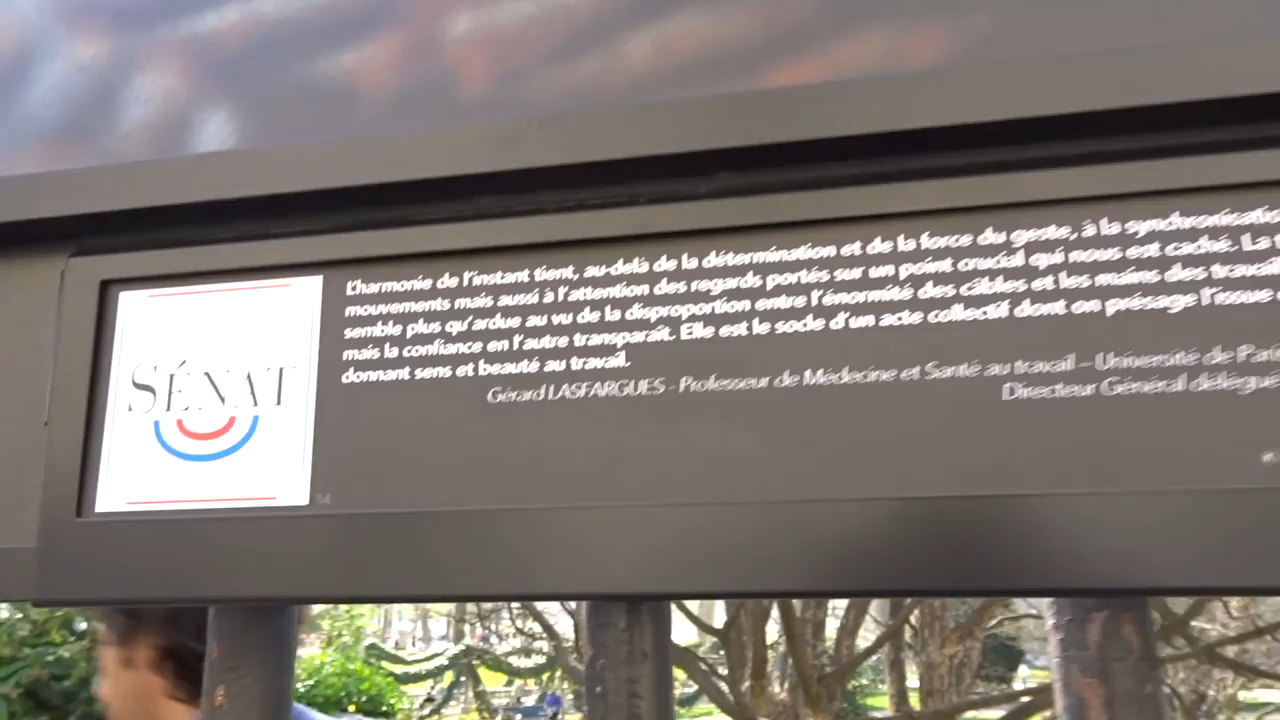 SÉNAT
L'harmonie de l'instant tient, au-delà de la détermination et de la force du geste, à la
mouvements mais aussi à l'attention des regards portés sur un point crucial qui nous est caché. La
semble plus qu'ardue au vu de la disproportion entre l'énormité des câbles et les mains des
mais la confiance en l'autre transparaît. Elle est le socle d'un acte collectif dont on présage l'issue
donnant sens et beauté au travail.
Gérard LASFARGUES - Professeur de Médecine et Santé au travail – Université de
Directeur Général délégué